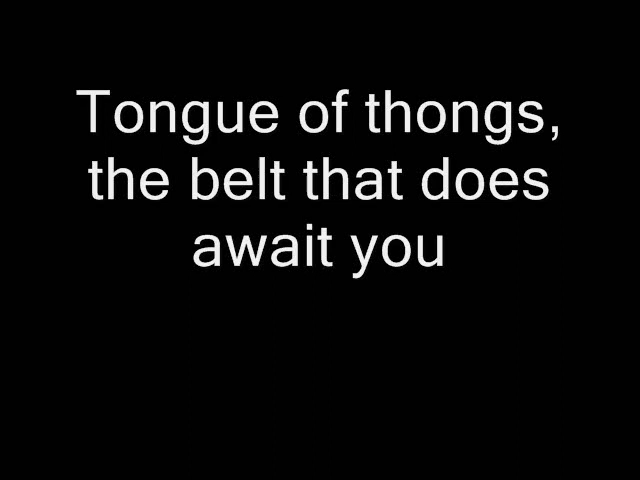 Tongue of thongs,
the belt that does
await you